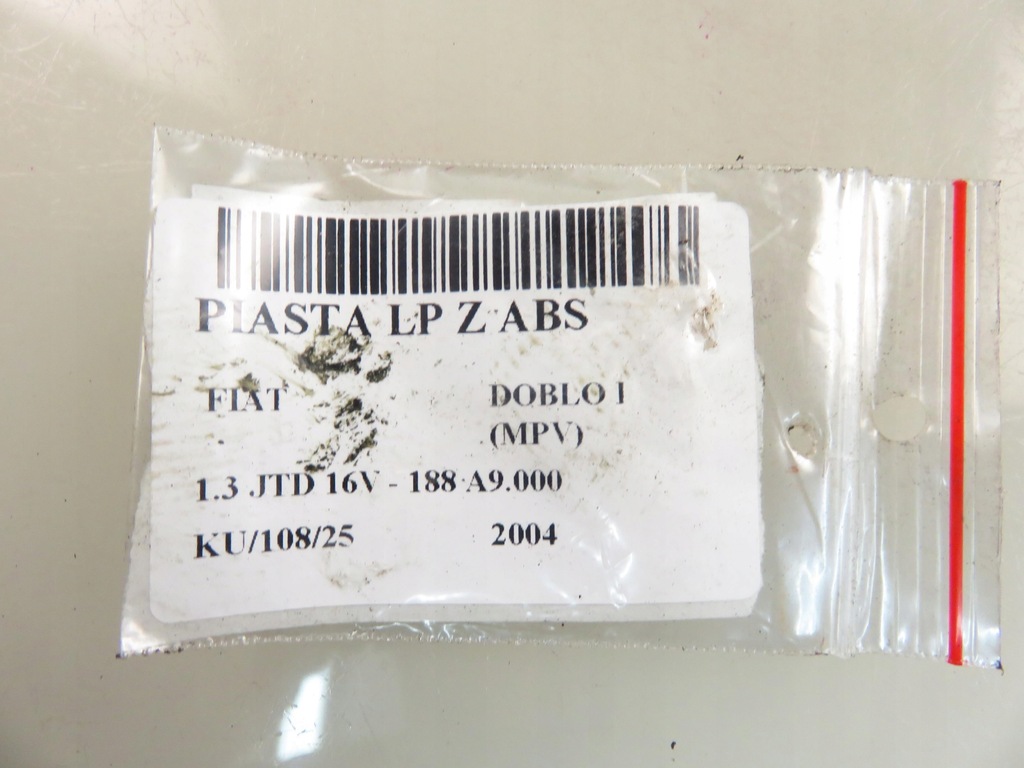 PIASTA LP Z ABS
FIAT DOBLO I
(MPV)
1.3 JTD 16V - 188 A9.000
KU/108/25 2004